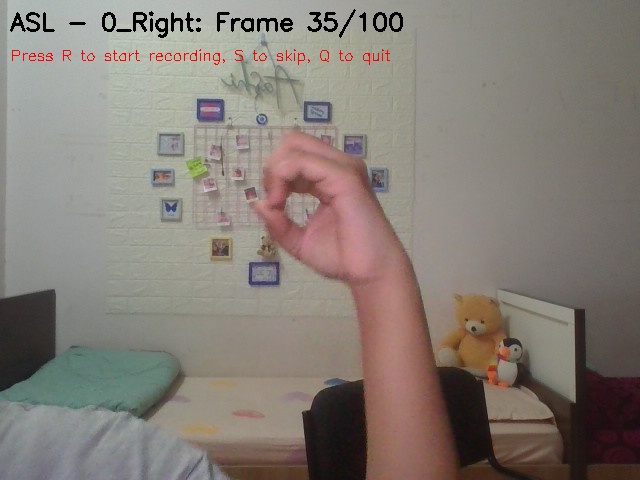 ASL - 0_Right: Frame 35/100
Press R to start recording, S to skip, Q to quit